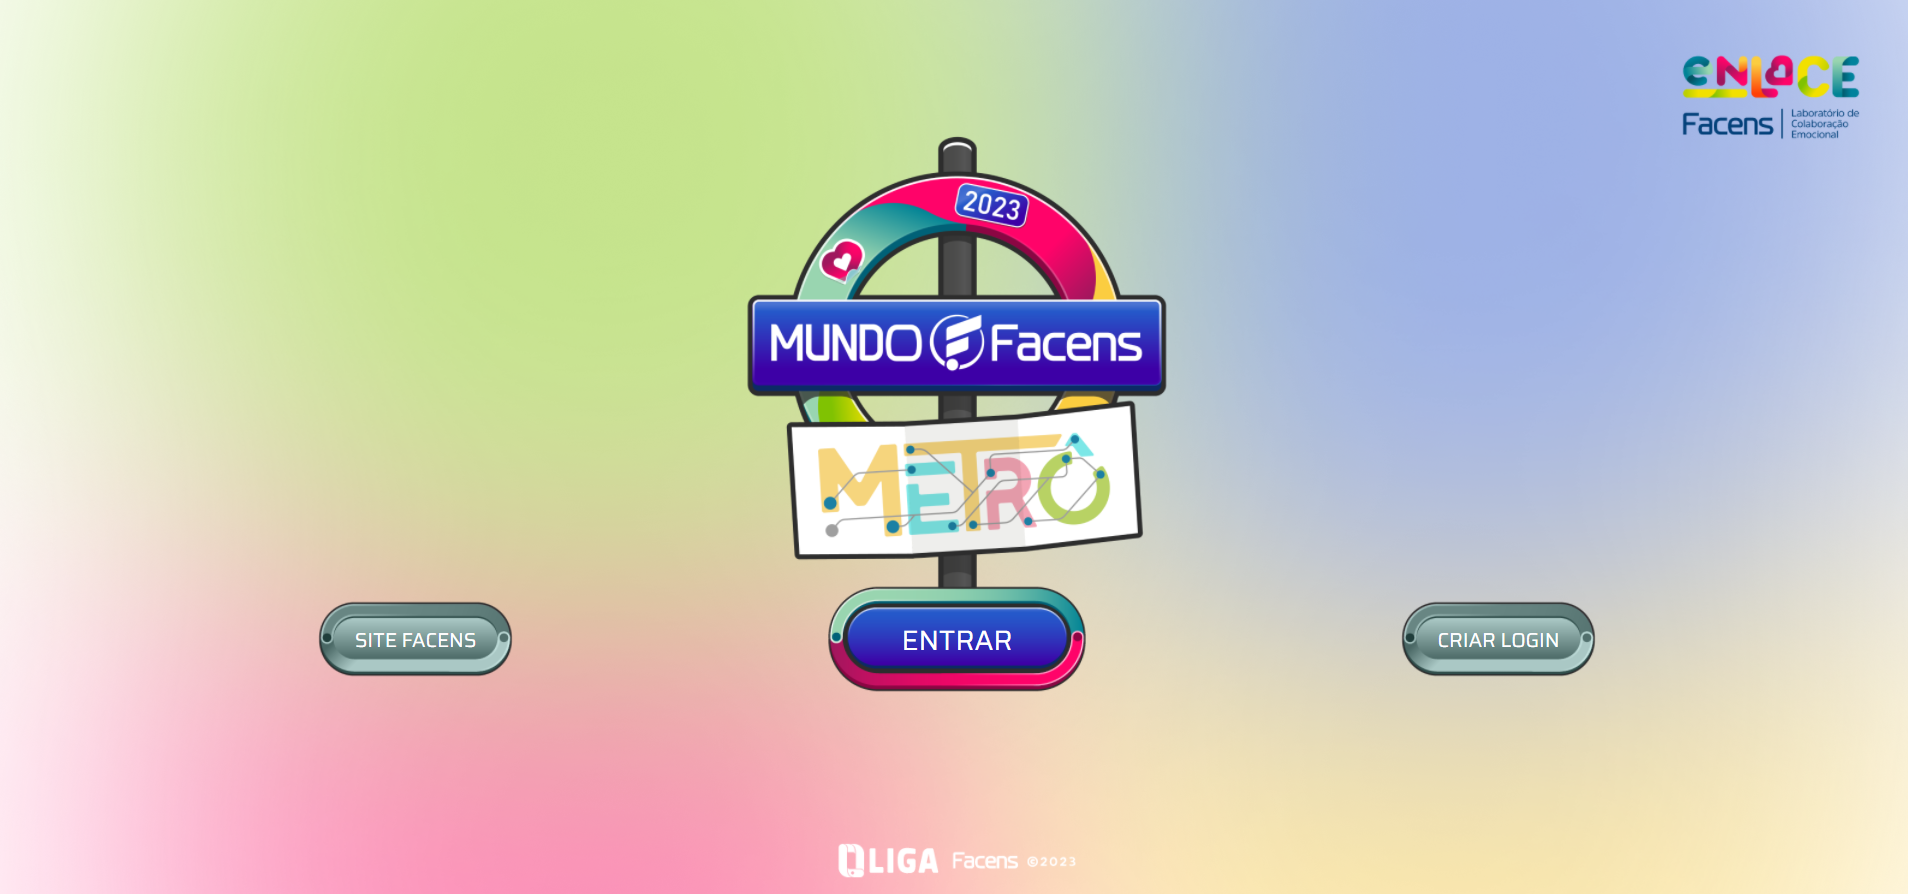 ENLACE
Facens
Laboratório de
Colaboração
Emocional
2023
MUNDO Facens
METRÔ
SITE FACENS
ENTRAR
CRIAR LOGIN
LIGA Facens ©2023